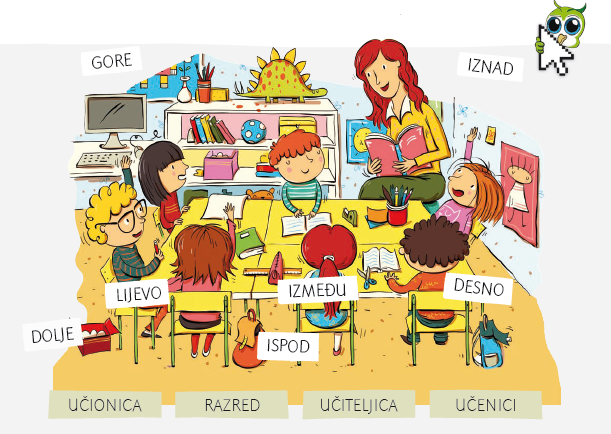 GORE
IZNAD
LIJEVO
IZMEĐU
DESNO
DOLJE
ISPOD
UČIONICA
RAZRED
UČITELJICA
UČENICI